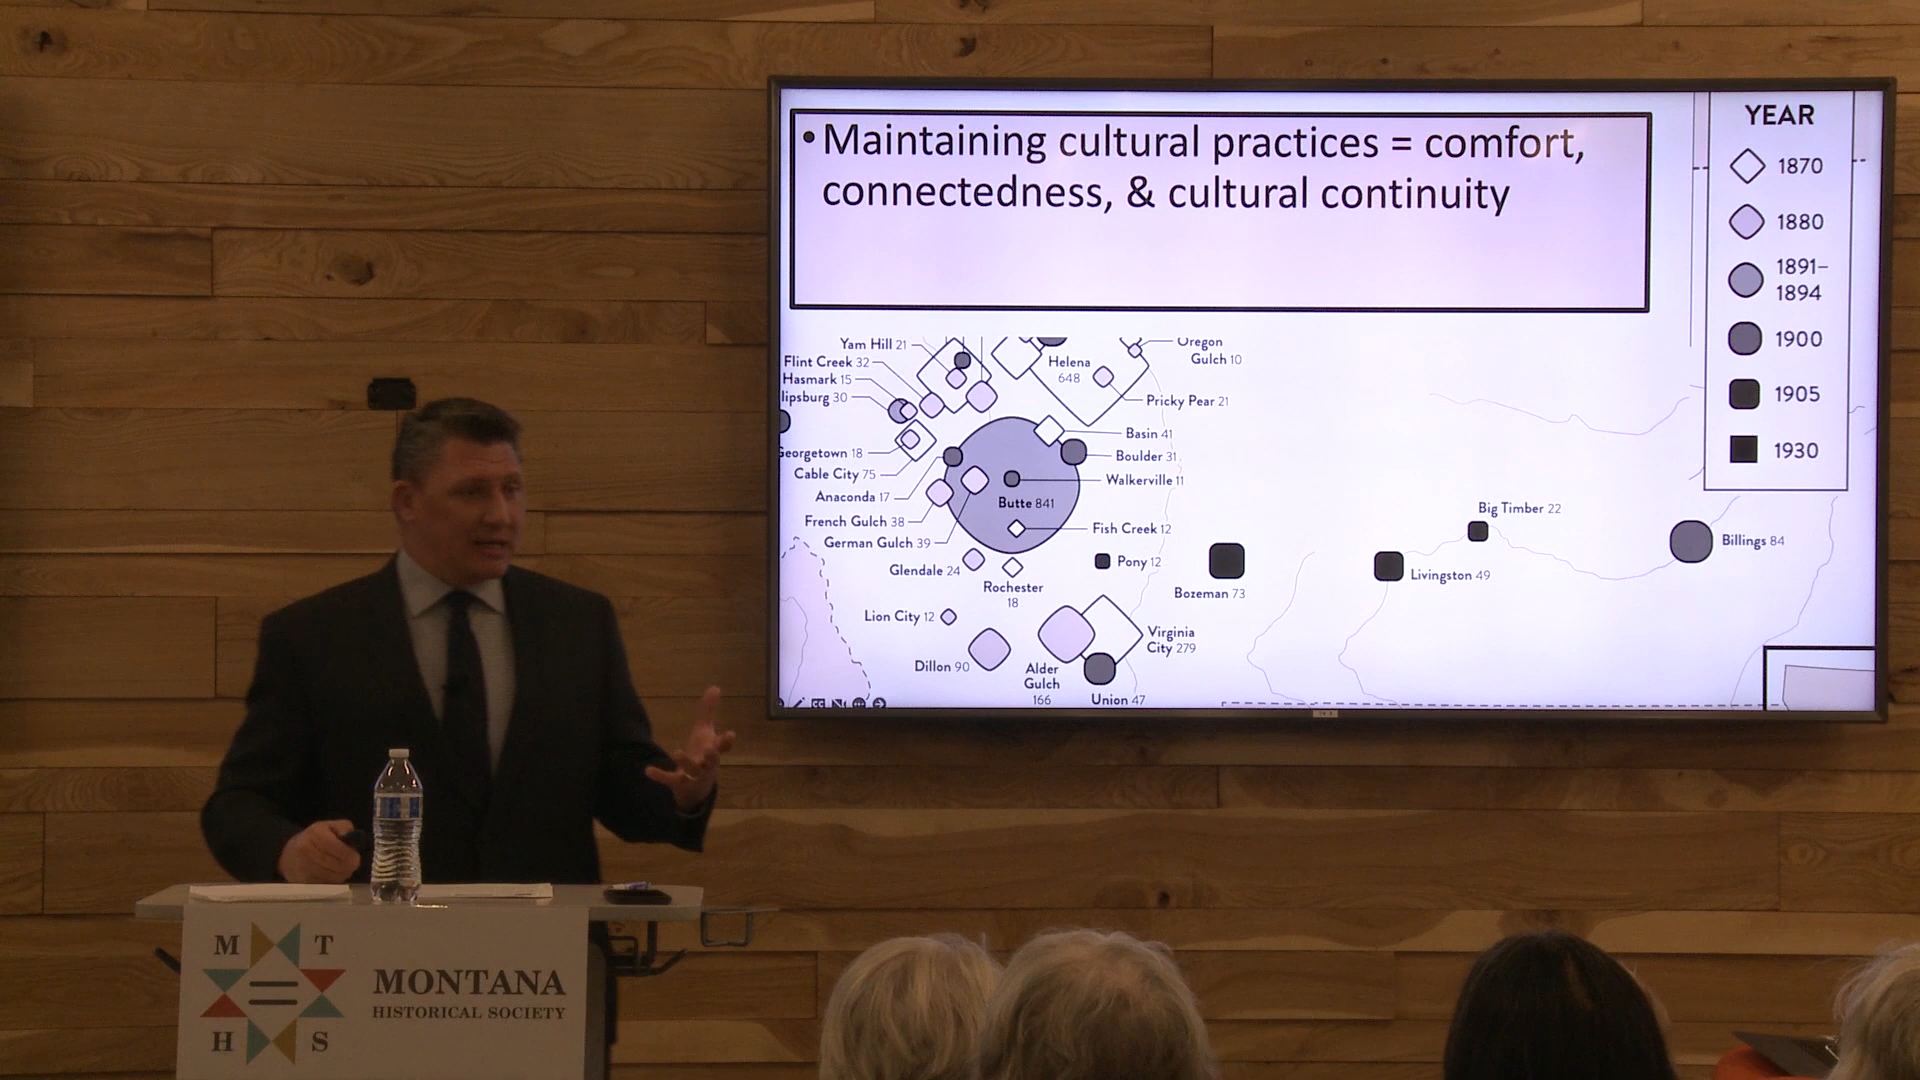 • Maintaining cultural practices = comfort,
connectedness, & cultural continuity
YEAR
1870
1880
1891–
1894
1900
1905
1930
Yam Hill 21
Flint Creek 32
Hasmark 15
lipsburg 30
Georgetown 18
Cable City 75
Anaconda 17
French Gulch 38
German Gulch 39
Glendale 24
Rochester
18
Lion City 12
Dillon 90
Alder
Gulch
166
Union 47
Virginia
City 279
Helena
648
Oregon
Gulch 10
Pricky Pear 21
Basin 41
Boulder 31
Walkerville 11
Butte 841
Fish Creek 12
Pony 12
Bozeman 73
Livingston 49
Big Timber 22
Billings 84
M T
H S
MONTANA
HISTORICAL SOCIETY